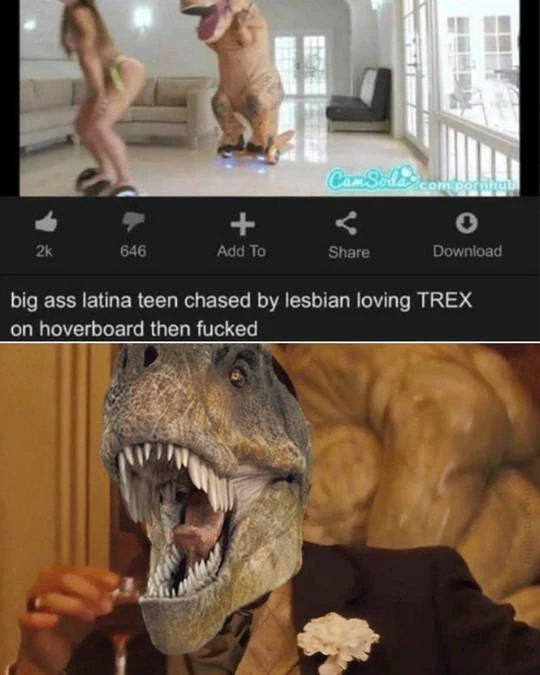 CamSoda.com pornhub
2k
646
Add To
Share
Download
big ass latina teen chased by lesbian loving TREX
on hoverboard then fucked